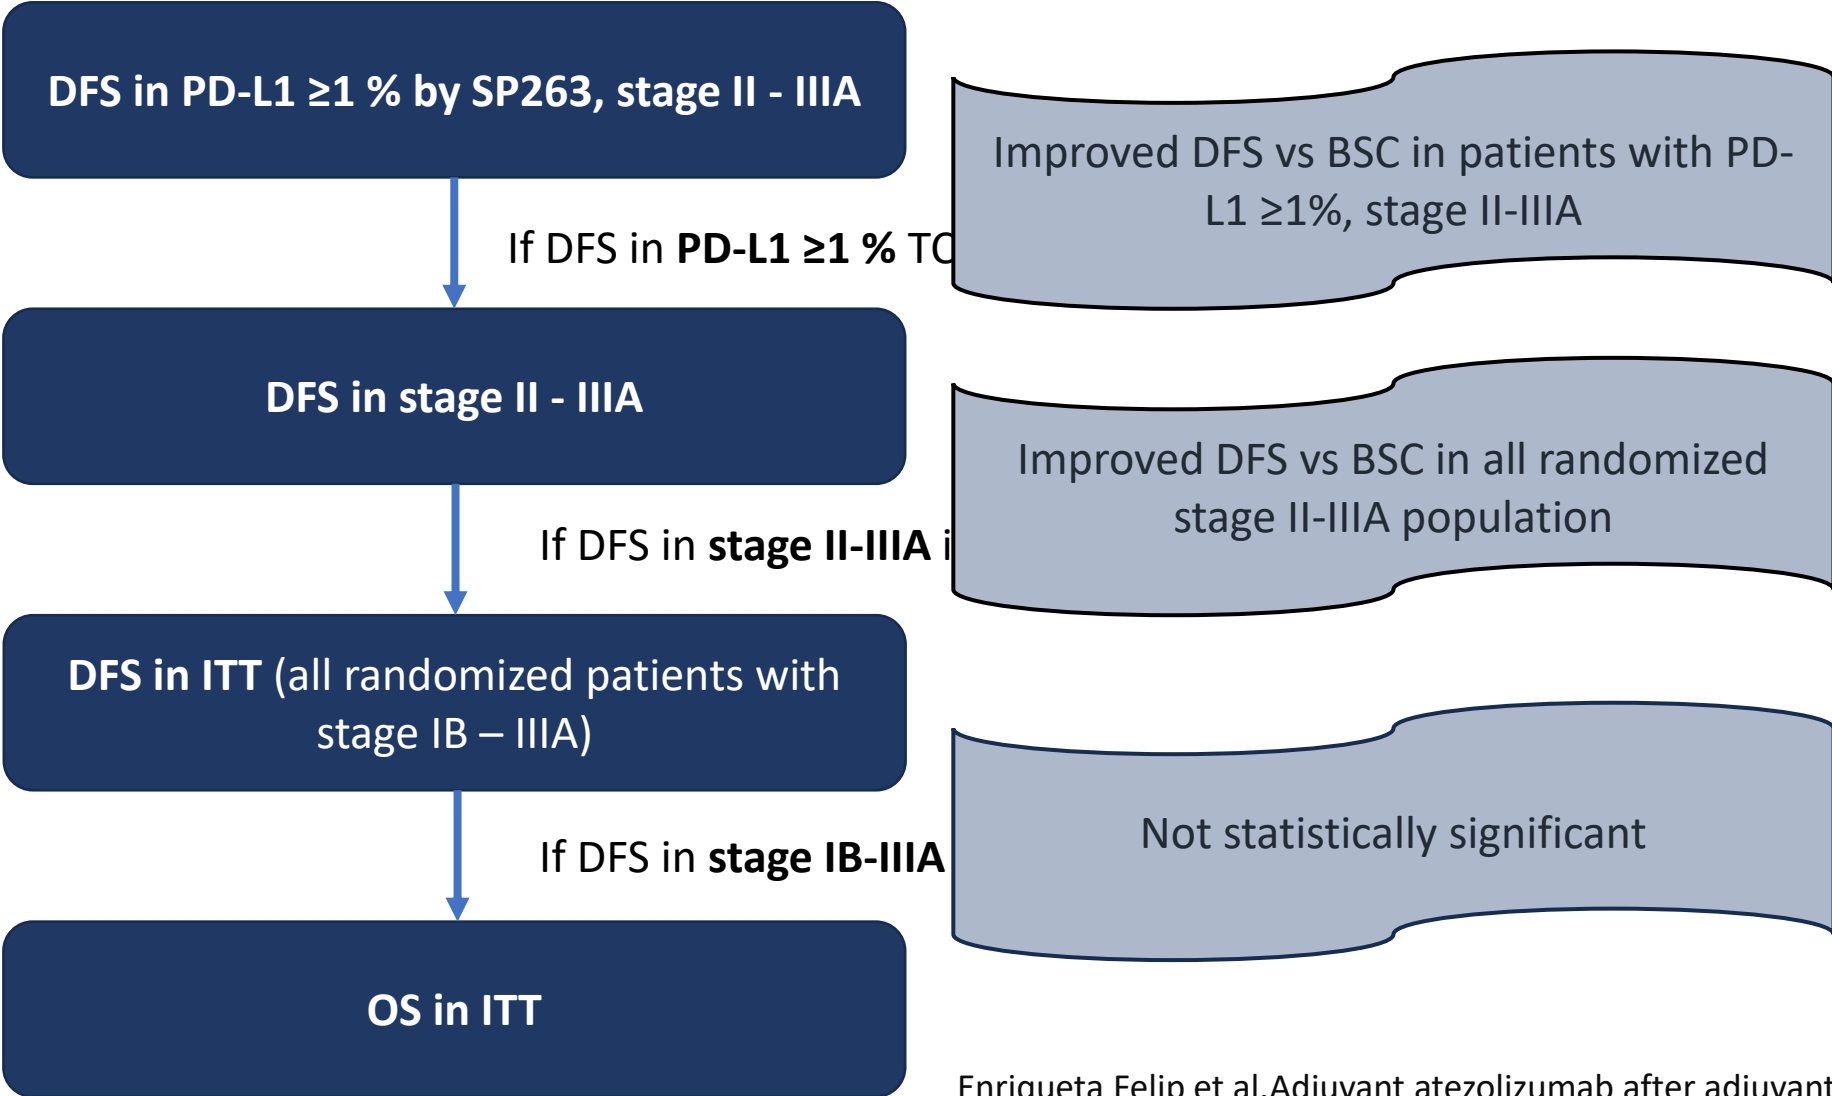 DFS in PD-L1 ≥1 % by SP263, stage II - IIIA
Improved DFS vs BSC in patients with PD-
L1 ≥1%, stage II-IIIA
If DFS in PD-L1 ≥1 % TC
DFS in stage II - IIIA
Improved DFS vs BSC in all randomized
stage II-IIIA population
If DFS in stage II-IIIA i
DFS in ITT (all randomized patients with
stage IB – IIIA)
Not statistically significant
If DFS in stage IB-IIIA
OS in ITT
Enriqueta Felip et al.Adjuvant atezolizumab after adjuvant